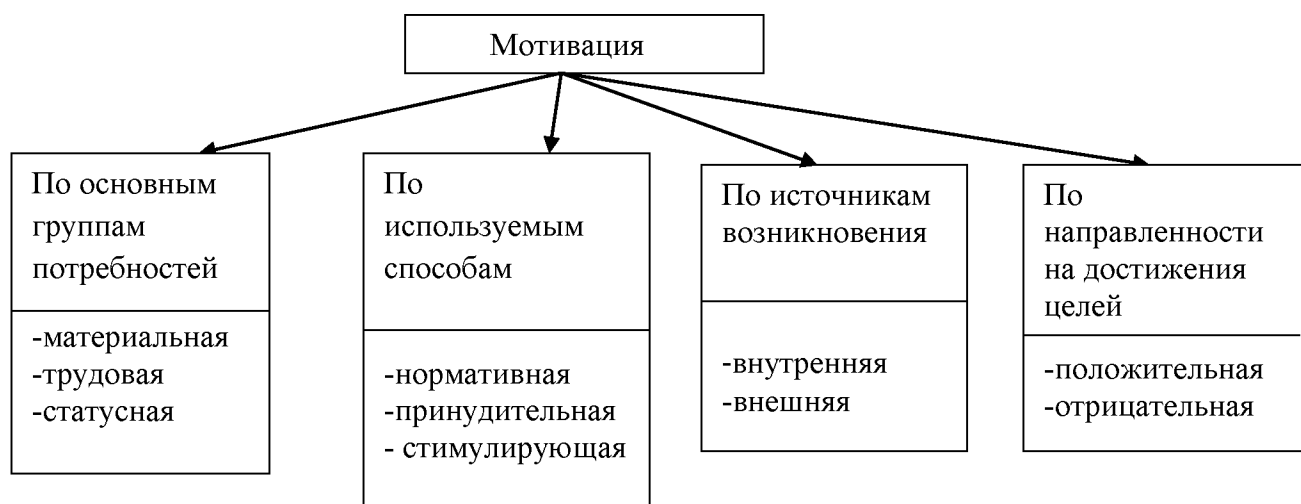 Мотивация
По основным
группам
потребностей
-материальная
-трудовая
-статусная
По
используемым
способам
-нормативная
-принудительная
- стимулирующая
По источникам
возникновения
-внутренняя
-внешняя
По
направленности
на достижения
целей
-положительная
-отрицательная